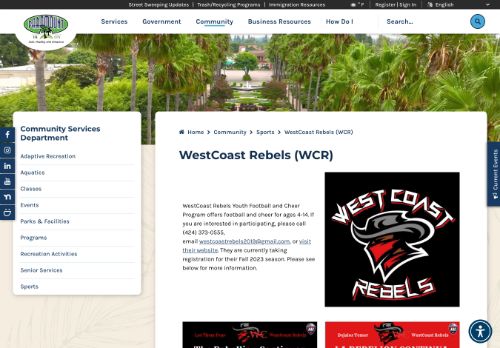 Street Sweeping Updates | Trash/Recycling Programs | Immigration Resources
°F
Register | Sign In
English
PARAMOUNT
Services Government Community Business Resources How Do I
Search...
Community Services
Department
Adaptive Recreation
Aquatics
Classes
Events
Parks & Facilities
Programs
Recreation Activities
Senior Services
Sports
Home > Community > Sports > WestCoast Rebels (WCR)
WestCoast Rebels (WCR)
WestCoast Rebels Youth Football and Cheer
Program offers football and cheer for ages 4-14. If
you are interested in participating, please call
(424) 373-0555,
email westcoastrebels2019@gmail.com, or visit
their website. They are currently taking
registration for their Fall 2023 season. Please see
below for more information.
WEST COAST
REBELS
Current Events
WestCoast Rebels